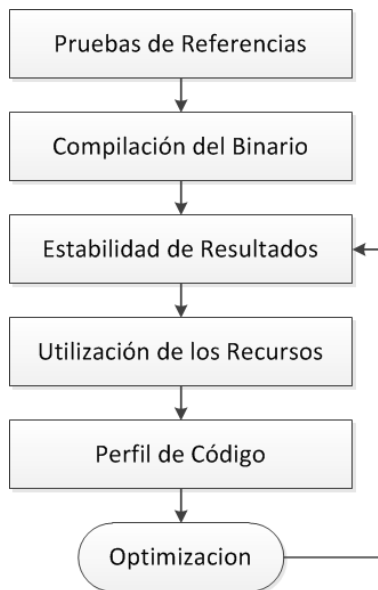 Pruebas de Referencias
Compilación del Binario
Estabilidad de Resultados
Utilización de los Recursos
Perfil de Código
Optimizacion